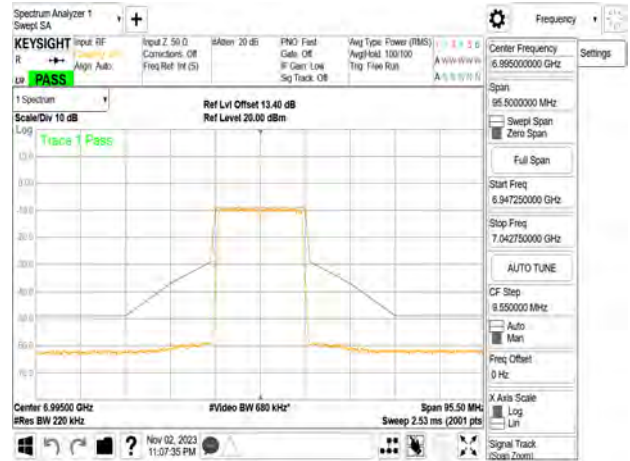 Spectrum Analyzer 1
Swept SA
+
Frequency
KEYSIGHT
Input: RF
Align: Auto
Input Z: 50 Ω
Corrections: Off
Freq Ref: Int (S)
#Atten: 20 dB
PNO: Fast
Gate: Off
IF Gain: Low
Sig Track: Off
Avg Type: Power (RMS)
Avg|Hold: 100/100
Trig: Free Run
PASS
Center Frequency
6.995000000 GHz
Settings
Span
95.5000000 MHz
Swept Span
Zero Span
Full Span
Start Freq
6.947250000 GHz
Stop Freq
7.042750000 GHz
AUTO TUNE
CF Step
9.550000 MHz
Auto
Man
Freq Offset
0 Hz
X Axis Scale
Log
Lin
Signal Track
(Span Zoom)
1 Spectrum
Scale/Div 10 dB
Ref Lvl Offset 13.40 dB
Ref Level 20.00 dBm
Log
Trace 1 Pass
10.0
0.00
Center 6.99500 GHz
#Res BW 220 kHz
#Video BW 680 kHz*
Span 95.50 MHz
Sweep 2.53 ms (2001 pts
?
Nov 02, 2023
11:07:35 PM